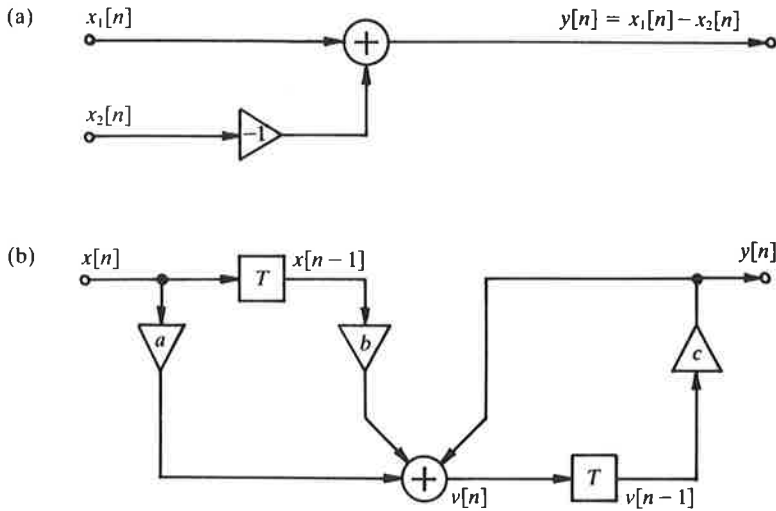 (a) x₁[n] y[n] = x₁[n] − x₂[n]
+
x₂[n]
−1
(b) x[n] T x[n − 1] y[n]
a b c
+ v[n] T v[n − 1]